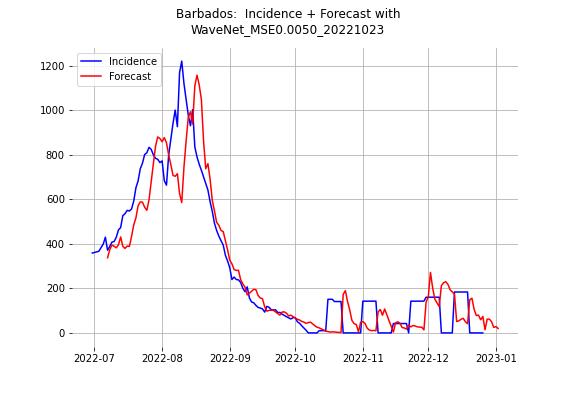 Barbados:  Incidence + Forecast with
WaveNet_MSE0.0050_20221023
Incidence
Forecast
1200
1000
800
600
400
200
0
2022-07 2022-08 2022-09 2022-10 2022-11 2022-12 2023-01